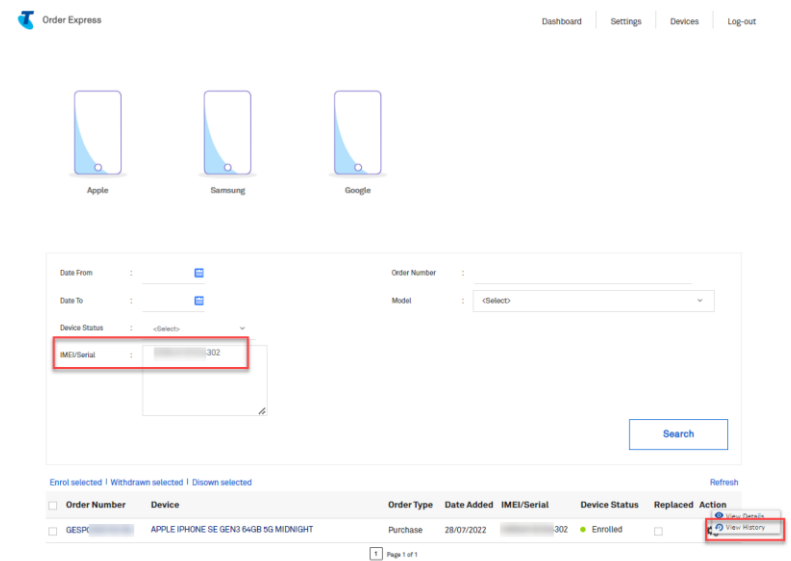 Order Express
Dashboard Settings Devices Log-out
Apple Samsung Google
Date From :
Order Number :
Date To :
Model : <Select>
Device Status : <Select>
IMEI/Serial : 302
Search
Enrol selected | Withdrawn selected | Disown selected
Refresh
Order Number Device Order Type Date Added IMEI/Serial Device Status Replaced Action
View Details
GESP APPLE IPHONE SE GEN3 64GB 5G MIDNIGHT Purchase 28/07/2022 302 Enrolled
View History
1 Page 1 of 1